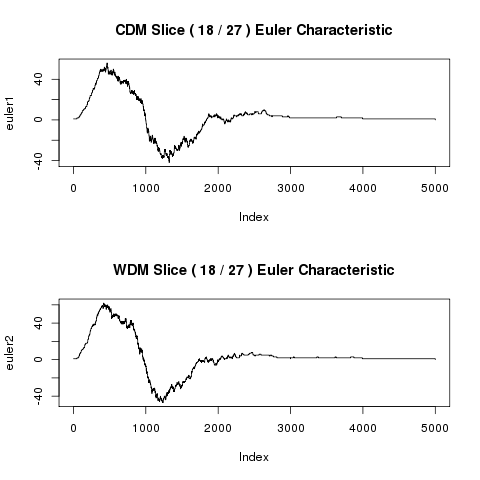 CDM Slice ( 18 / 27 ) Euler Characteristic
euler1
40
0
-40
0 1000 2000 3000 4000 5000
Index
WDM Slice ( 18 / 27 ) Euler Characteristic
euler2
40
0
-40
0 1000 2000 3000 4000 5000
Index